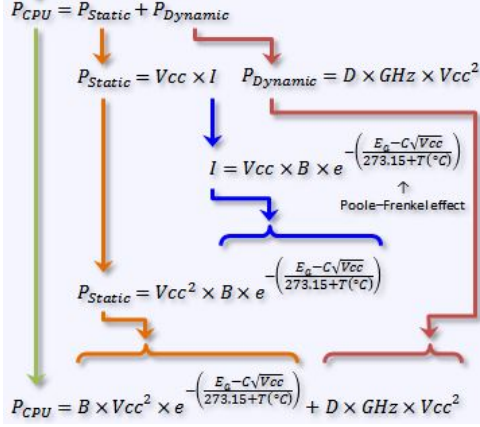 P_CPU = P_Static + P_Dynamic
P_Static = Vcc × I P_Dynamic = D × GHz × Vcc²
I = Vcc × B × e^-((E_a-C√Vcc)/(273.15+T(°C)))
↑
Poole–Frenkel effect
P_Static = Vcc² × B × e^-((E_a-C√Vcc)/(273.15+T(°C)))
P_CPU = B × Vcc² × e^-((E_a-C√Vcc)/(273.15+T(°C))) + D × GHz × Vcc²